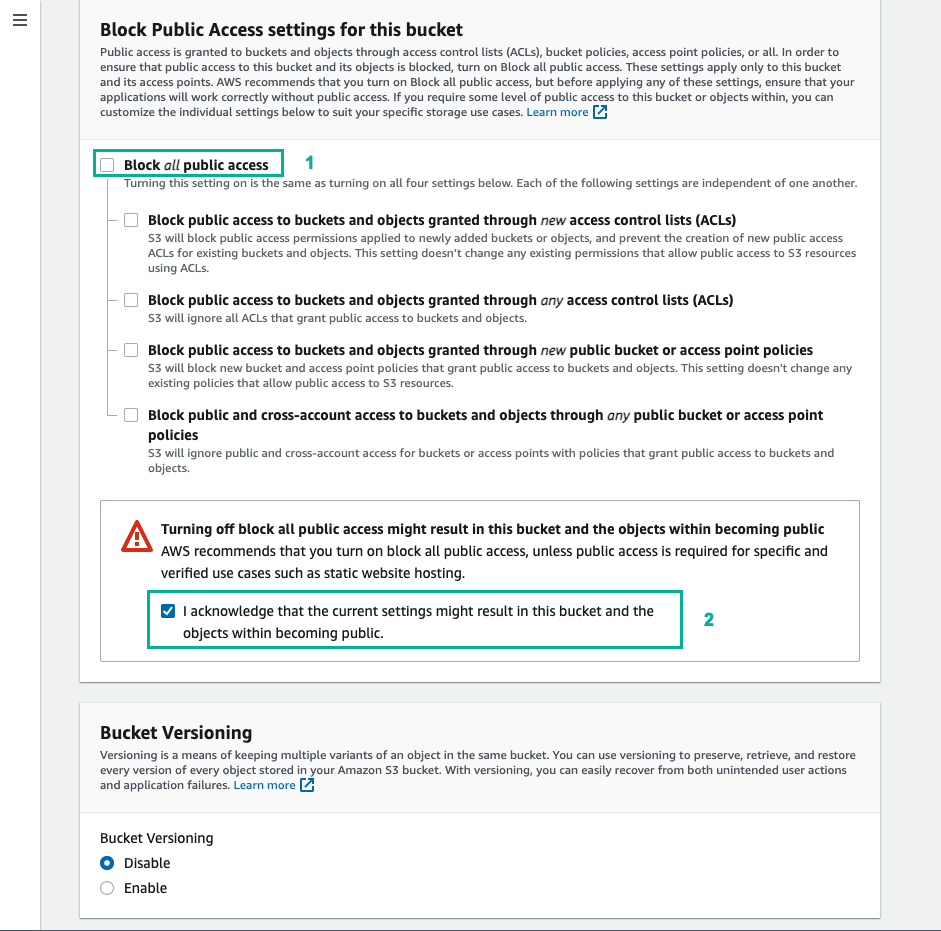 Block Public Access settings for this bucket
Public access is granted to buckets and objects through access control lists (ACLs), bucket policies, access point policies, or all. In order to
ensure that public access to this bucket and its objects is blocked, turn on Block all public access. These settings apply only to this bucket
and its access points. AWS recommends that you turn on Block all public access, but before applying any of these settings, ensure that your
applications will work correctly without public access. If you require some level of public access to this bucket or objects within, you can
customize the individual settings below to suit your specific storage use cases. Learn more
Block all public access 1
Turning this setting on is the same as turning on all four settings below. Each of the following settings are independent of one another.
Block public access to buckets and objects granted through new access control lists (ACLs)
S3 will block public access permissions applied to newly added buckets or objects, and prevent the creation of new public access
ACLs for existing buckets and objects. This setting doesn't change any existing permissions that allow public access to S3 resources
using ACLs.
Block public access to buckets and objects granted through any access control lists (ACLs)
S3 will ignore all ACLs that grant public access to buckets and objects.
Block public access to buckets and objects granted through new public bucket or access point policies
S3 will block new bucket and access point policies that grant public access to buckets and objects. This setting doesn't change any
existing policies that allow public access to S3 resources.
Block public and cross-account access to buckets and objects through any public bucket or access point
policies
S3 will ignore public and cross-account access for buckets or access points with policies that grant public access to buckets and
objects.
Turning off block all public access might result in this bucket and the objects within becoming public
AWS recommends that you turn on block all public access, unless public access is required for specific and
verified use cases such as static website hosting.
I acknowledge that the current settings might result in this bucket and the
objects within becoming public.
2
Bucket Versioning
Versioning is a means of keeping multiple variants of an object in the same bucket. You can use versioning to preserve, retrieve, and restore
every version of every object stored in your Amazon S3 bucket. With versioning, you can easily recover from both unintended user actions
and application failures. Learn more
Bucket Versioning
Disable
Enable